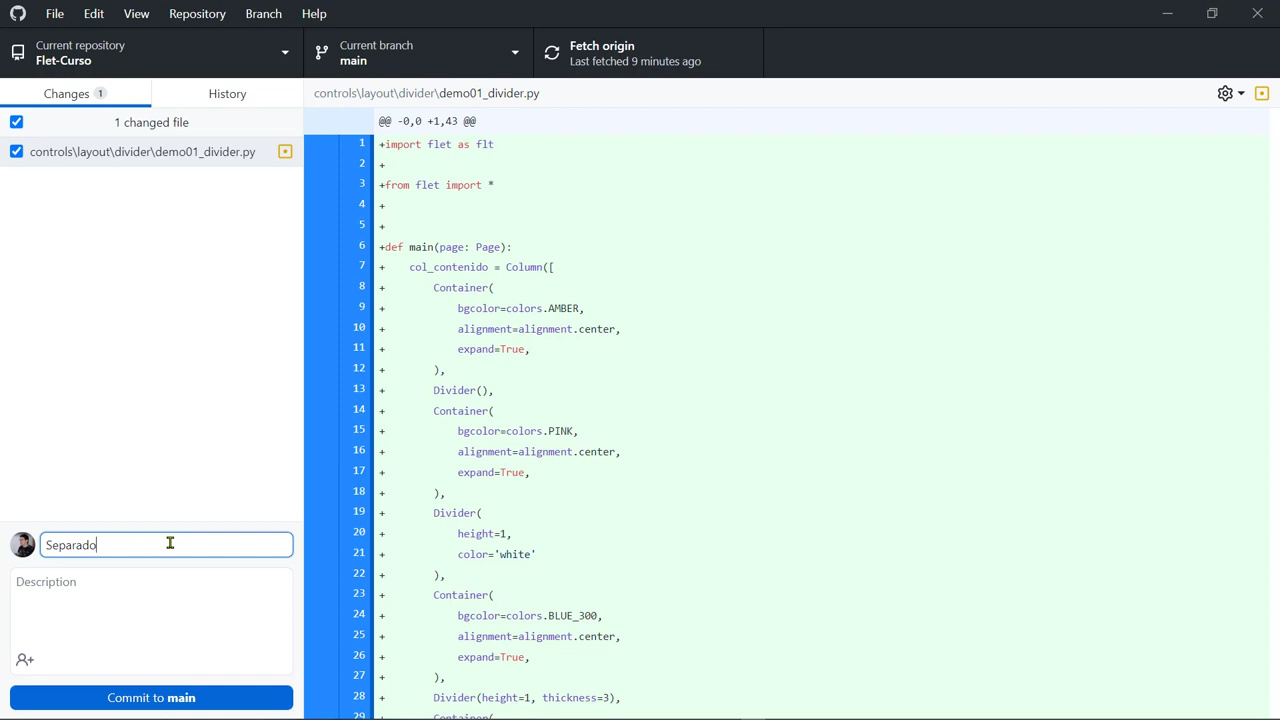 File Edit View Repository Branch Help
Current repository
Flet-Curso
Current branch
main
Fetch origin
Last fetched 9 minutes ago
Changes 1
History
controls\layout\divider\demo01_divider.py
1 changed file
controls\layout\divider\demo01_divider.py
@@ -0,0 +1,43 @@
1 +import flet as flt
2 +
3 +from flet import *
4 +
5 +
6 +def main(page: Page):
7 + col_contenido = Column([
8 + Container(
9 + bgcolor=colors.AMBER,
10 + alignment=alignment.center,
11 + expand=True,
12 + ),
13 + Divider(),
14 + Container(
15 + bgcolor=colors.PINK,
16 + alignment=alignment.center,
17 + expand=True,
18 + ),
19 + Divider(
20 + height=1,
21 + color='white'
22 + ),
23 + Container(
24 + bgcolor=colors.BLUE_300,
25 + alignment=alignment.center,
26 + expand=True,
27 + ),
28 + Divider(height=1, thickness=3),
29 + Container(
Separado
Description
Commit to main